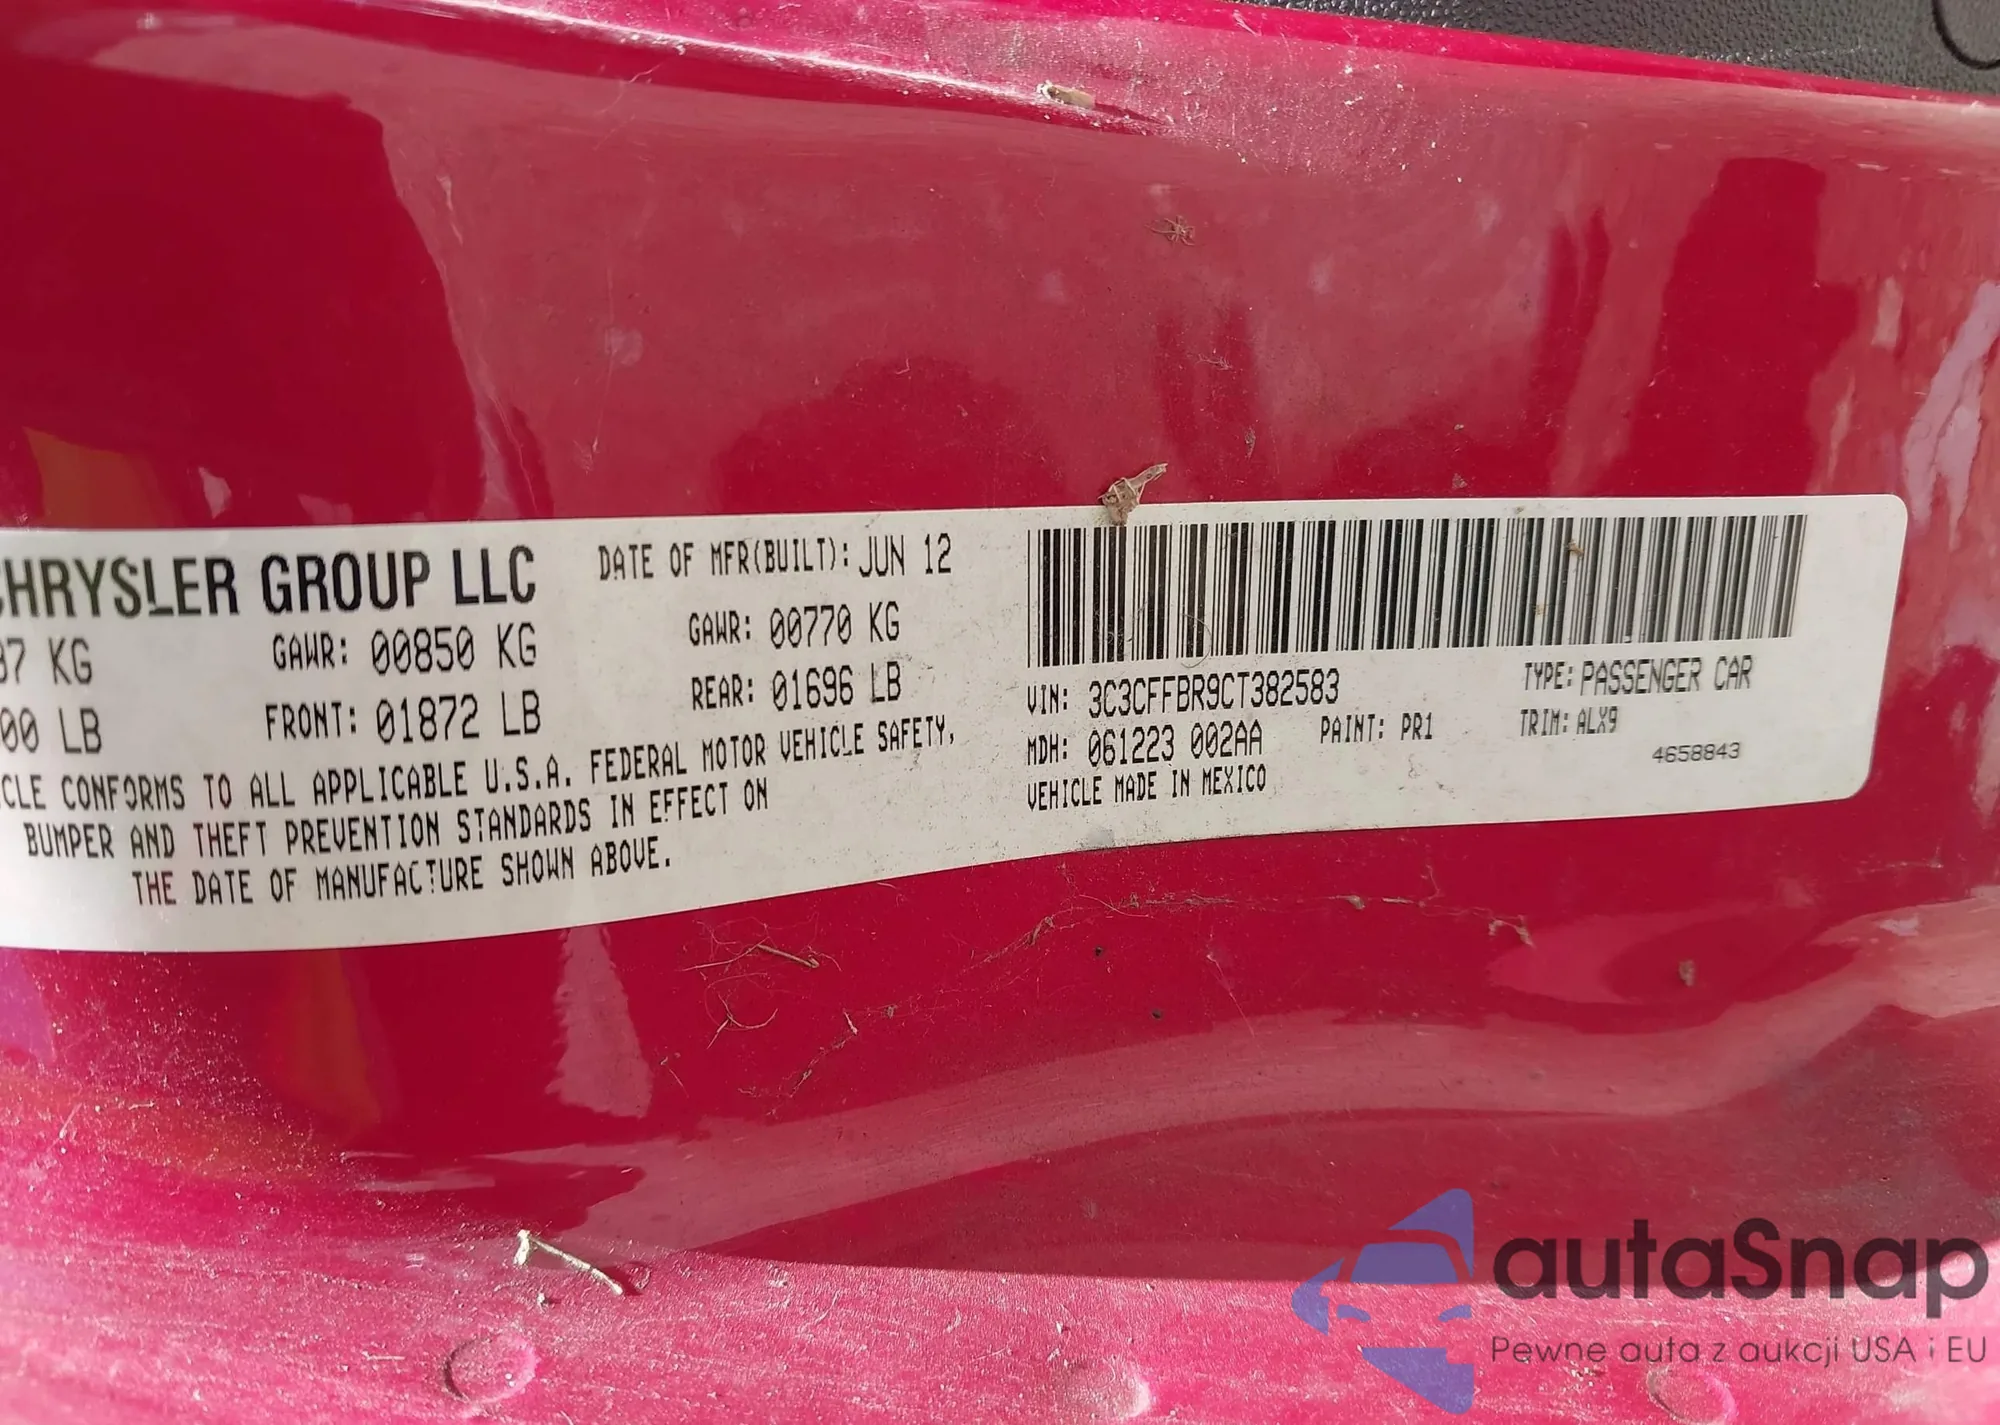 CHRYSLER GROUP LLC
DATE OF MFR(BUILT): JUN 12
37 KG GAWR: 00850 KG GAWR: 00770 KG
00 LB FRONT: 01872 LB REAR: 01696 LB
CLE CONFORMS TO ALL APPLICABLE U.S.A. FEDERAL MOTOR VEHICLE SAFETY,
BUMPER AND THEFT PREVENTION STANDARDS IN EFFECT ON
THE DATE OF MANUFACTURE SHOWN ABOVE.
VIN: 3C3CFFBR9CT382583 TYPE: PASSENGER CAR
MDH: 061223 002AA PAINT: PR1 TRIM: ALX9
VEHICLE MADE IN MEXICO 4658843
autaSnap
Pewne auta z aukcji USA i EU